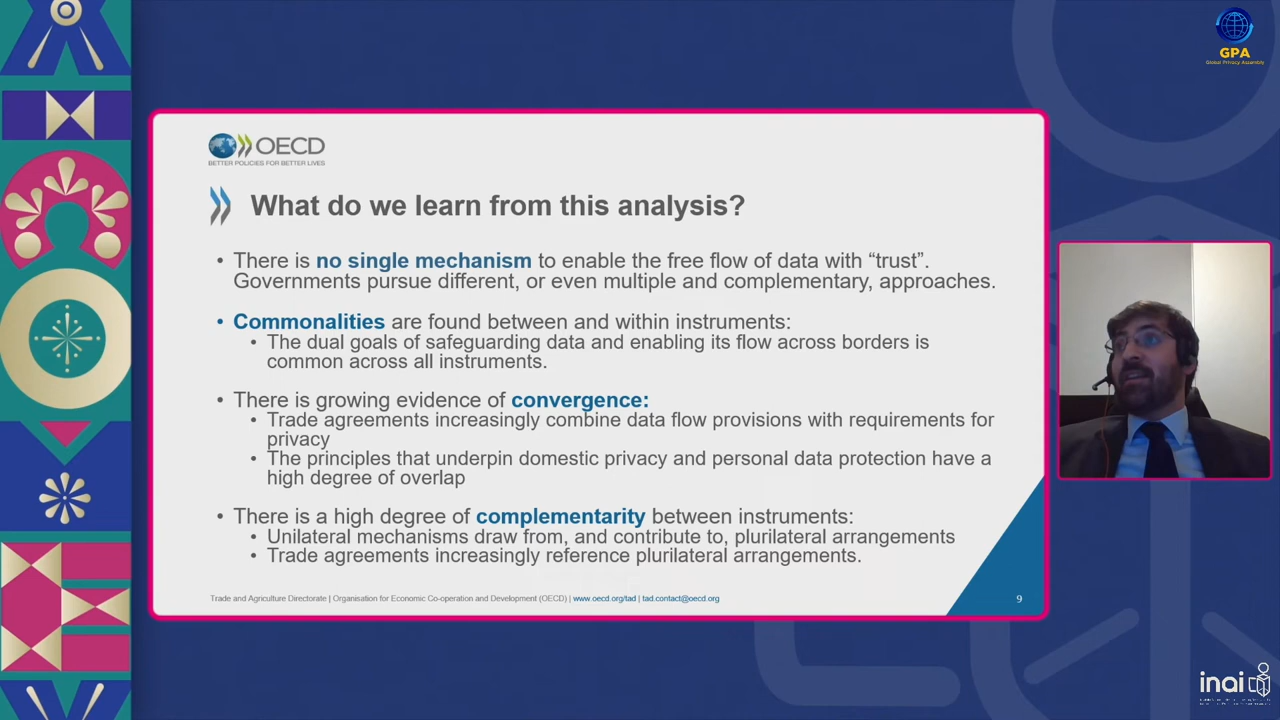 GPA
Global Privacy Assembly
OECD
BETTER POLICIES FOR BETTER LIVES
What do we learn from this analysis?
• There is no single mechanism to enable the free flow of data with “trust”.
Governments pursue different, or even multiple and complementary, approaches.
• Commonalities are found between and within instruments:
• The dual goals of safeguarding data and enabling its flow across borders is
common across all instruments.
• There is growing evidence of convergence:
• Trade agreements increasingly combine data flow provisions with requirements for
privacy
• The principles that underpin domestic privacy and personal data protection have a
high degree of overlap
• There is a high degree of complementarity between instruments:
• Unilateral mechanisms draw from, and contribute to, plurilateral arrangements
• Trade agreements increasingly reference plurilateral arrangements.
Trade and Agriculture Directorate | Organisation for Economic Co-operation and Development (OECD) | www.oecd.org/tad | tad.contact@oecd.org
9
inai